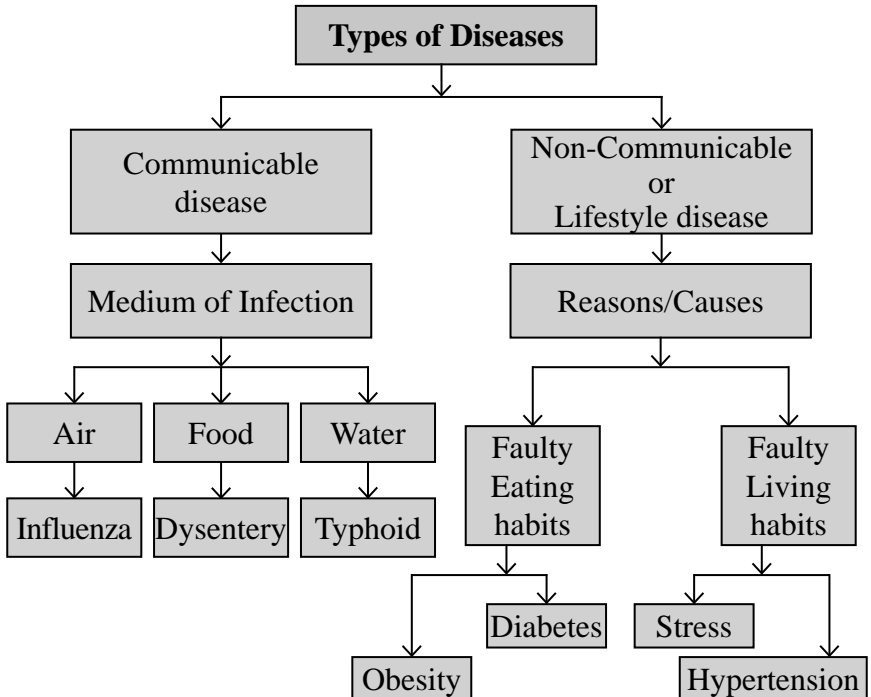 Types of Diseases
Communicable
disease
Non-Communicable
or
Lifestyle disease
Medium of Infection
Reasons/Causes
Air
Food
Water
Faulty
Eating
habits
Faulty
Living
habits
Influenza
Dysentery
Typhoid
Diabetes
Stress
Obesity
Hypertension